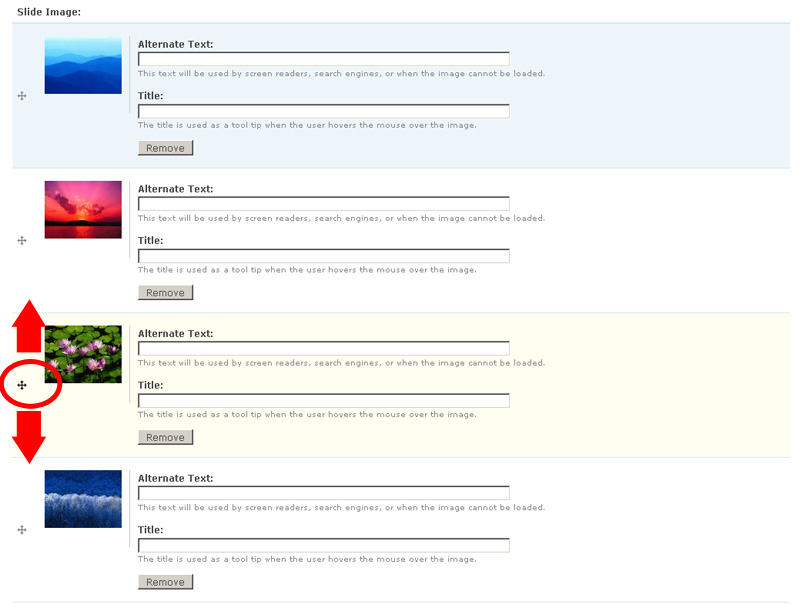 Slide Image:
Alternate Text:
This text will be used by screen readers, search engines, or when the image cannot be loaded.
Title:
The title is used as a tool tip when the user hovers the mouse over the image.
Remove
Alternate Text:
This text will be used by screen readers, search engines, or when the image cannot be loaded.
Title:
The title is used as a tool tip when the user hovers the mouse over the image.
Remove
Alternate Text:
This text will be used by screen readers, search engines, or when the image cannot be loaded.
Title:
The title is used as a tool tip when the user hovers the mouse over the image.
Remove
Alternate Text:
This text will be used by screen readers, search engines, or when the image cannot be loaded.
Title:
The title is used as a tool tip when the user hovers the mouse over the image.
Remove